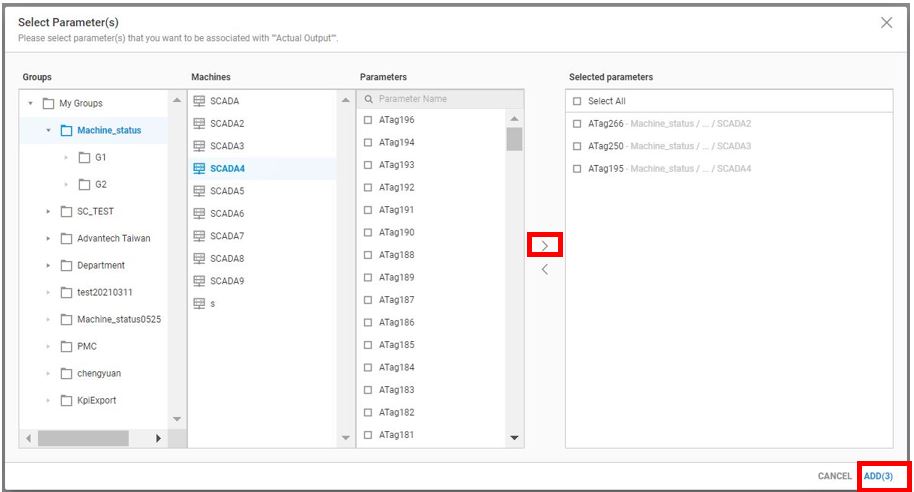 Select Parameter(s)
Please select parameter(s) that you want to be associated with '"Actual Output"'.
Groups
My Groups
Machine_status
G1
G2
SC_TEST
Advantech Taiwan
Department
test20210311
Machine_status0525
PMC
chengyuan
KpiExport
Machines
SCADA
SCADA2
SCADA3
SCADA4
SCADA5
SCADA6
SCADA7
SCADA8
SCADA9
s
Parameters
Parameter Name
ATag196
ATag194
ATag193
ATag192
ATag191
ATag190
ATag188
ATag189
ATag187
ATag186
ATag185
ATag184
ATag183
ATag182
ATag181
Selected parameters
Select All
ATag266 - Machine_status / ... / SCADA2
ATag250 - Machine_status / ... / SCADA3
ATag195 - Machine_status / ... / SCADA4
CANCEL ADD(3)